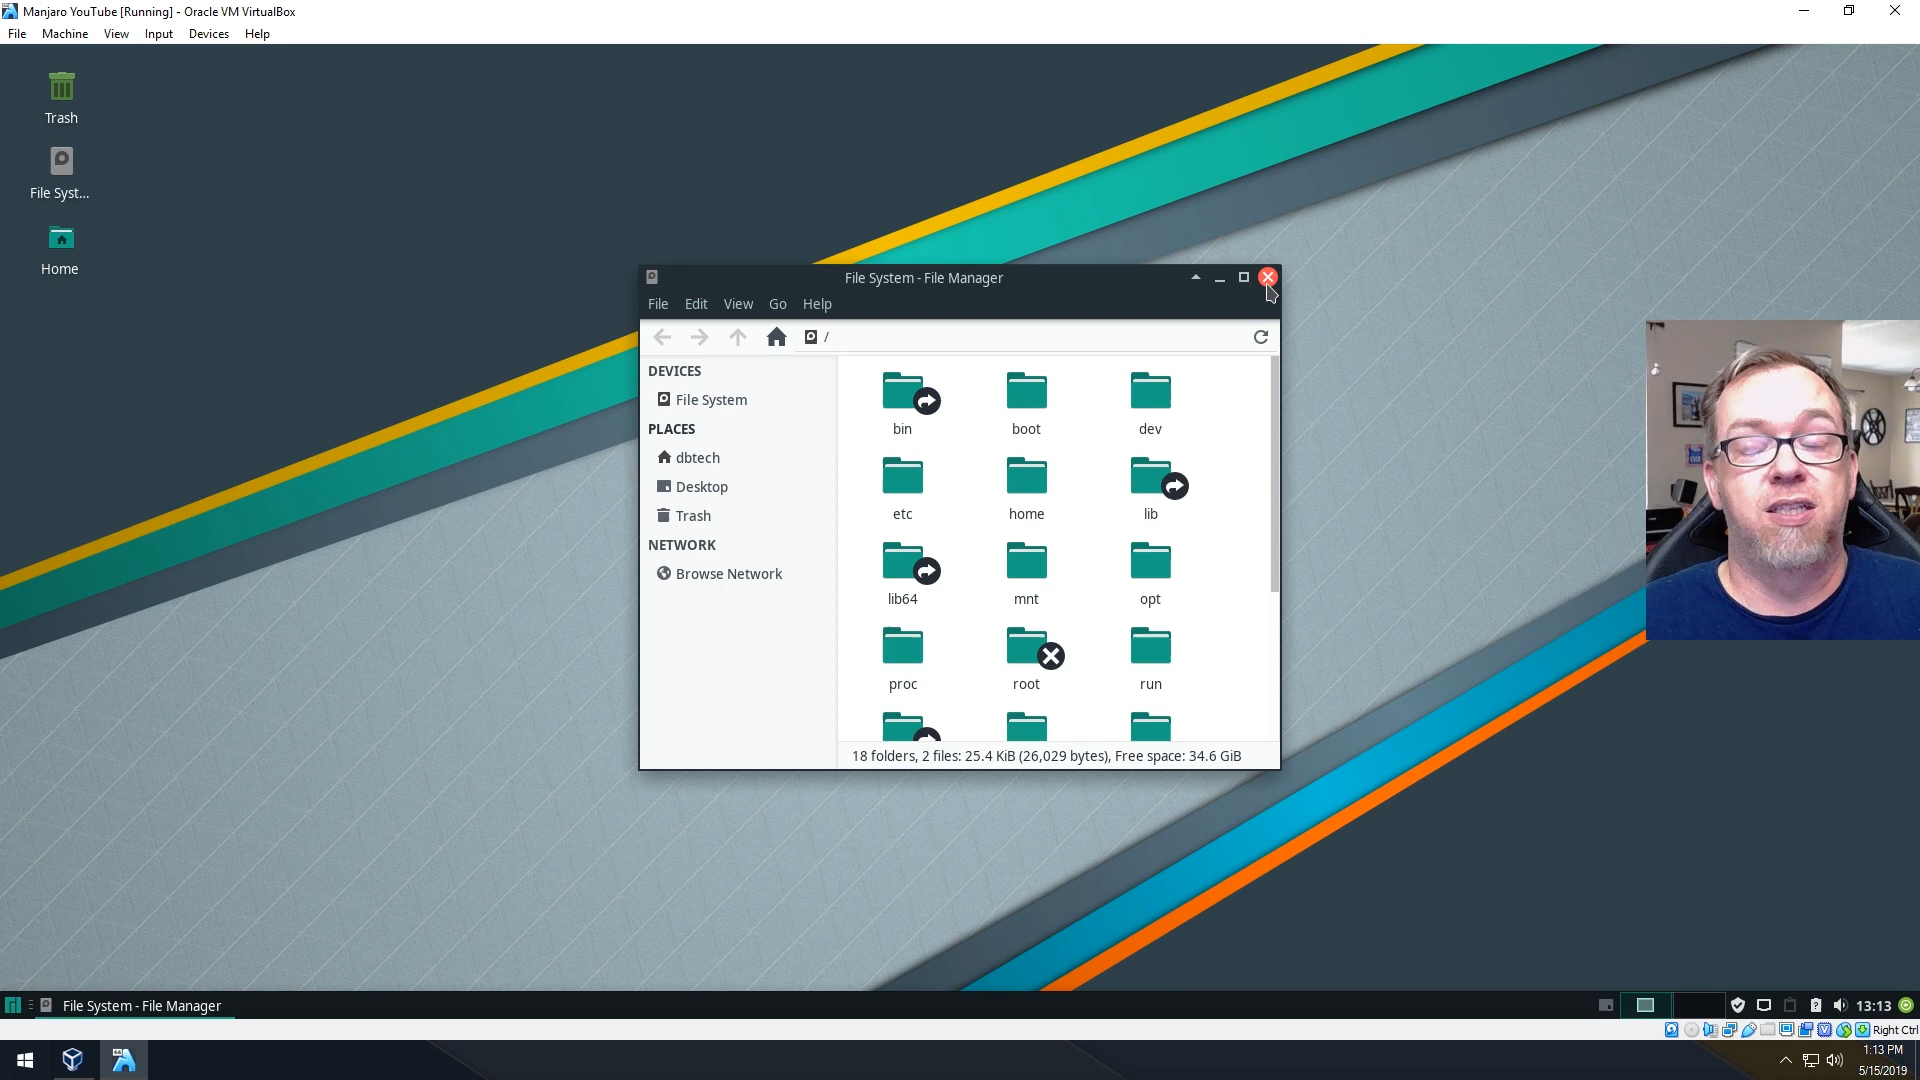 Manjaro YouTube [Running] - Oracle VM VirtualBox
File Machine View Input Devices Help
Trash
File Syst...
Home
File System - File Manager
File Edit View Go Help
/
DEVICES
File System
PLACES
dbtech
Desktop
Trash
NETWORK
Browse Network
bin boot dev
etc home lib
lib64 mnt opt
proc root run
18 folders, 2 files: 25.4 KiB (26,029 bytes), Free space: 34.6 GiB
File System - File Manager
13:13
Right Ctrl
1:13 PM
5/15/2019